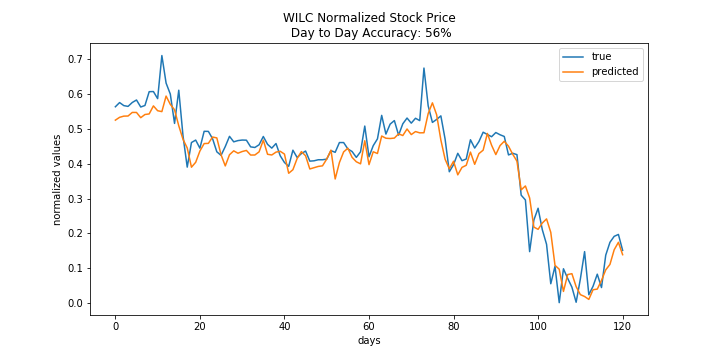 WILC Normalized Stock Price
Day to Day Accuracy: 56%
true
predicted
normalized values
0.7
0.6
0.5
0.4
0.3
0.2
0.1
0.0
0
20
40
60
80
100
120
days